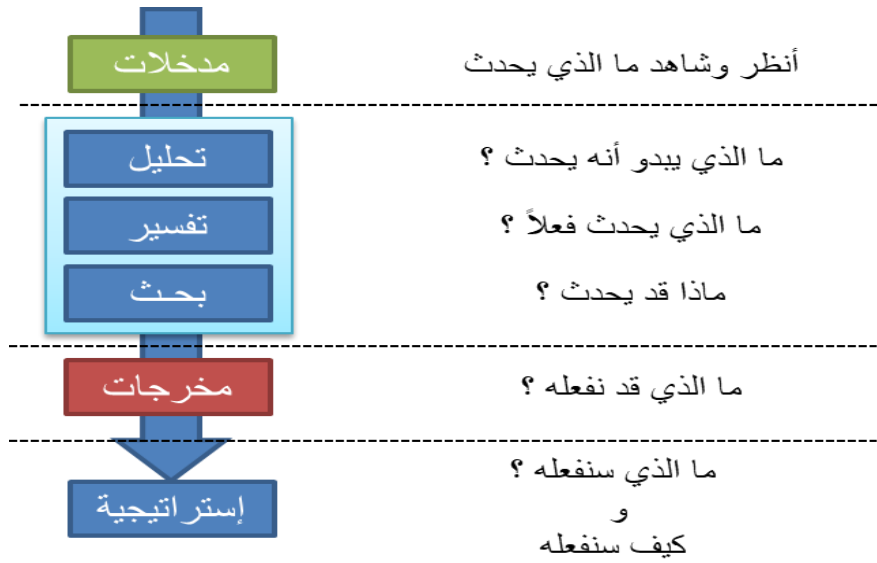 أنظر وشاهد ما الذي يحدث
مدخلات
ما الذي يبدو أنه يحدث ؟
تحليل
ما الذي يحدث فعلاً ؟
تفسير
ماذا قد يحدث ؟
بحث
ما الذي قد نفعله ؟
مخرجات
ما الذي سنفعله ؟
و
كيف سنفعله
إستراتيجية